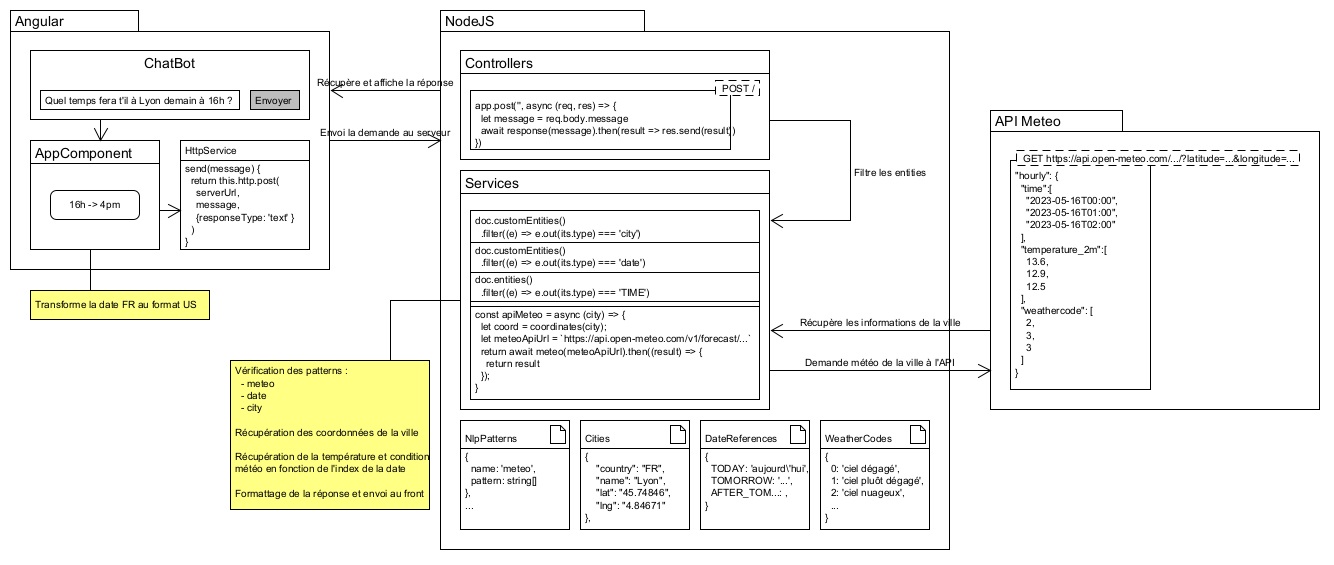 Angular
ChatBot
Quel temps fera t'il à Lyon demain à 16h ?
Envoyer
AppComponent
16h -> 4pm
HttpService
send(message) {
return this.http.post(
serverUrl,
message,
{responseType: 'text' }
)
}
Transforme la date FR au format US
Récupère et affiche la réponse
Envoi la demande au serveur
NodeJS
Controllers
POST /
app.post('', async (req, res) => {
let message = req.body.message
await response(message).then(result => res.send(result))
})
Filtre les entities
Services
doc.customEntities()
.filter((e) => e.out(its.type) === 'city')
doc.customEntities()
.filter((e) => e.out(its.type) === 'date')
doc.entities()
.filter((e) => e.out(its.type) === 'TIME')
const apiMeteo = async (city) => {
let coord = coordinates(city);
let meteoApiUrl = `https://api.open-meteo.com/v1/forecast/...`
return await meteo(meteoApiUrl).then((result) => {
return result
});
}
Vérification des patterns :
- meteo
- date
- city
Récupération des coordonnées de la ville
Récupération de la température et condition
météo en fonction de l'index de la date
Formattage de la réponse et envoi au front
NlpPatterns
{
name: 'meteo',
pattern: string[]
},
...
Cities
{
"country": "FR",
"name": "Lyon",
"lat": "45.74846",
"lng": "4.84671"
},
DateReferences
{
TODAY: 'aujourd\'hui',
TOMORROW: '...',
AFTER_TOM...: ,
}
WeatherCodes
{
0: 'ciel dégagé',
1: 'ciel pluôt dégagé',
2: 'ciel nuageux',
...
}
Récupère les informations de la ville
Demande météo de la ville à l'API
API Meteo
GET https://api.open-meteo.com/.../?latitude=...&longitude=...
"hourly": {
"time":[
"2023-05-16T00:00",
"2023-05-16T01:00",
"2023-05-16T02:00"
],
"temperature_2m":[
13.6,
12.9,
12.5
],
"weathercode": [
2,
3,
3
]
}